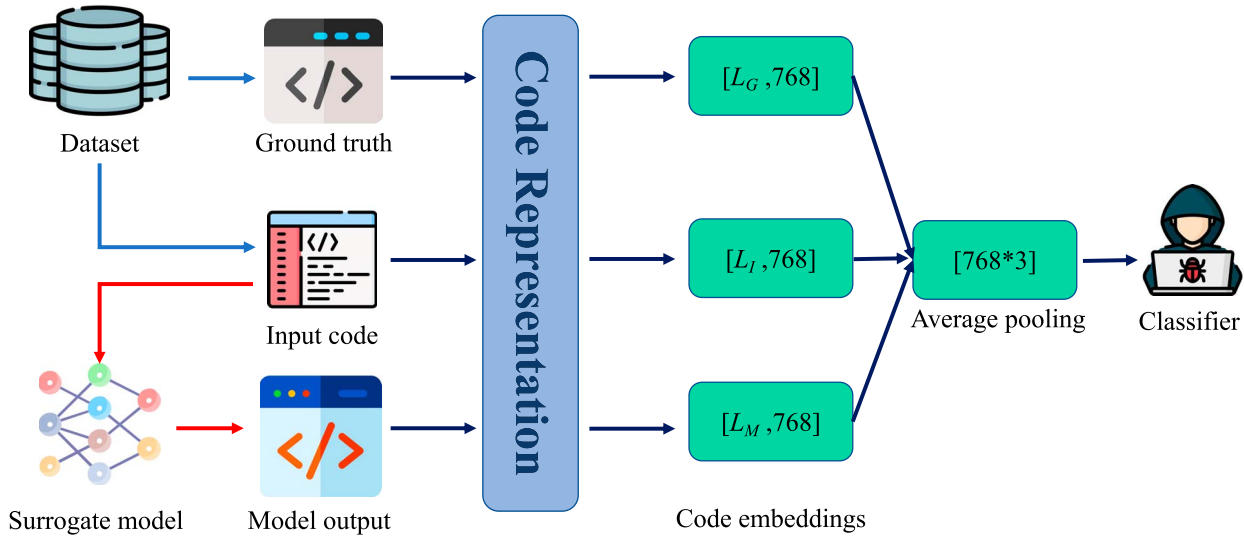 Dataset
Ground truth
Input code
Surrogate model
Model output
Code Representation
[L_G ,768]
[L_I ,768]
[L_M ,768]
Code embeddings
[768*3]
Average pooling
Classifier